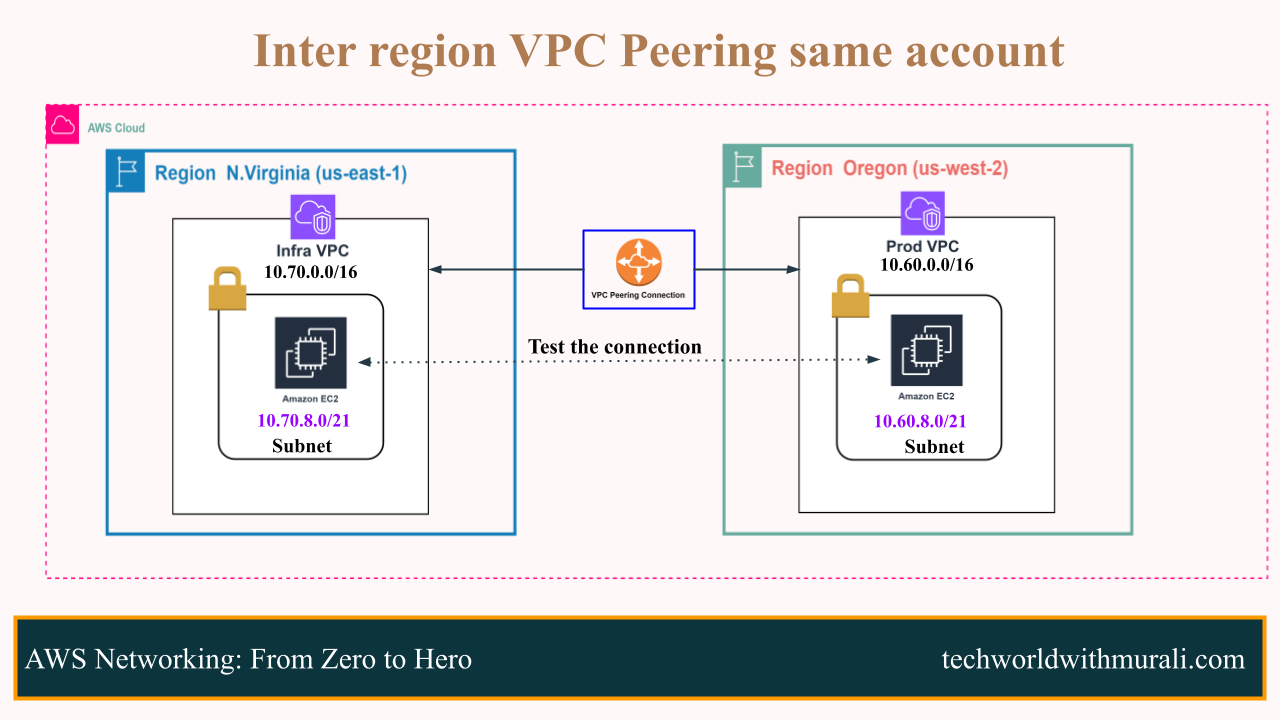 Inter region VPC Peering same account
AWS Cloud
Region N.Virginia (us-east-1)
Infra VPC
10.70.0.0/16
Amazon EC2
10.70.8.0/21
Subnet
VPC Peering Connection
Test the connection
Region Oregon (us-west-2)
Prod VPC
10.60.0.0/16
Amazon EC2
10.60.8.0/21
Subnet
AWS Networking: From Zero to Hero
techworldwithmurali.com